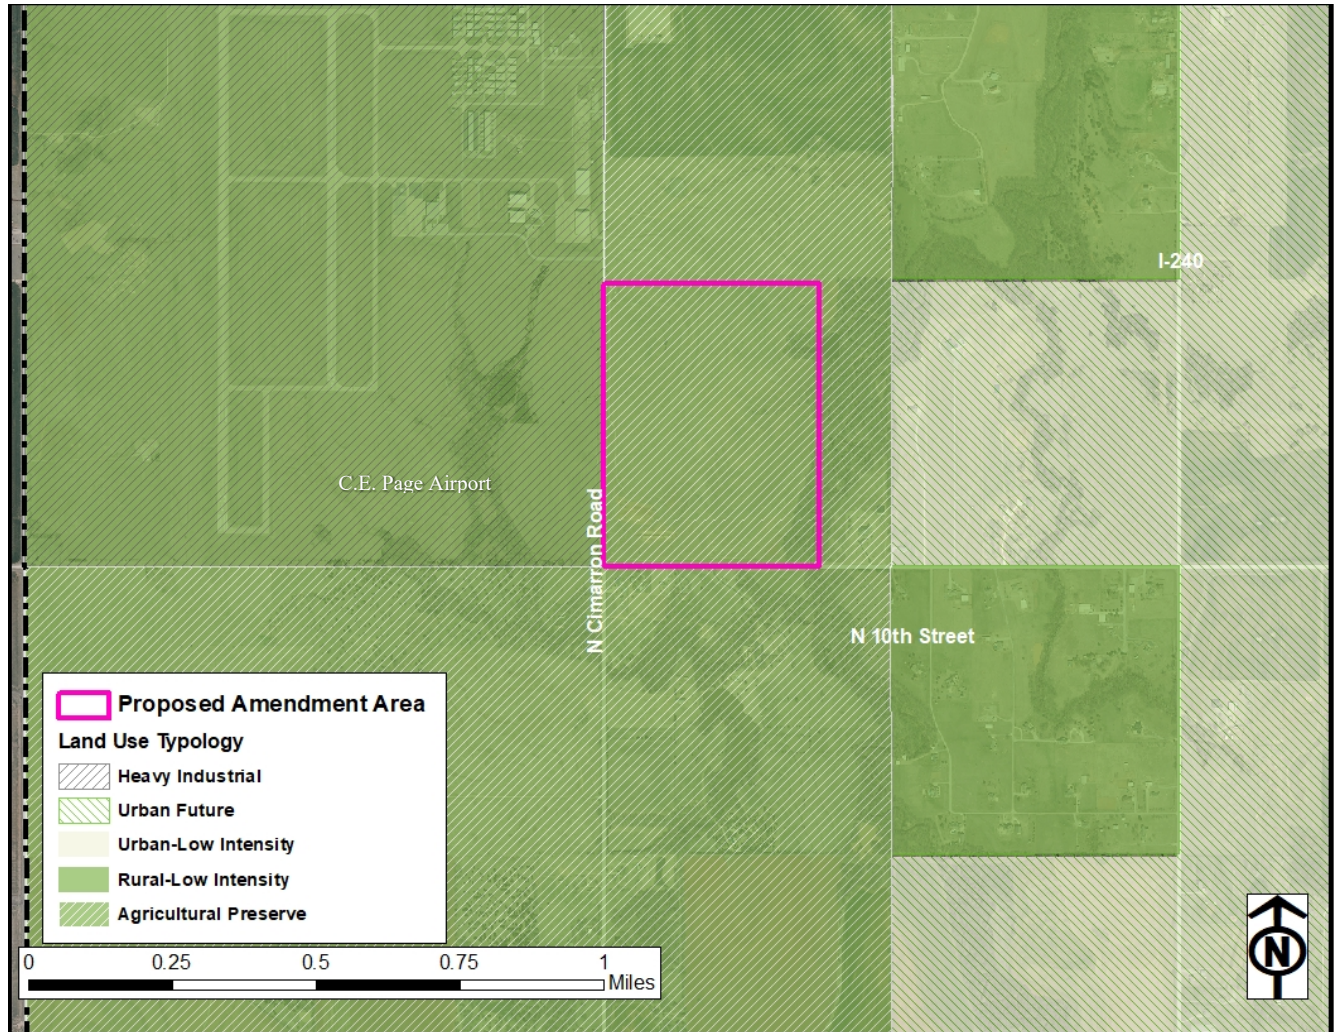 I-240
C.E. Page Airport
N Cimarron Road
N 10th Street
Proposed Amendment Area
Land Use Typology
Heavy Industrial
Urban Future
Urban-Low Intensity
Rural-Low Intensity
Agricultural Preserve
0 0.25 0.5 0.75 1
Miles
N